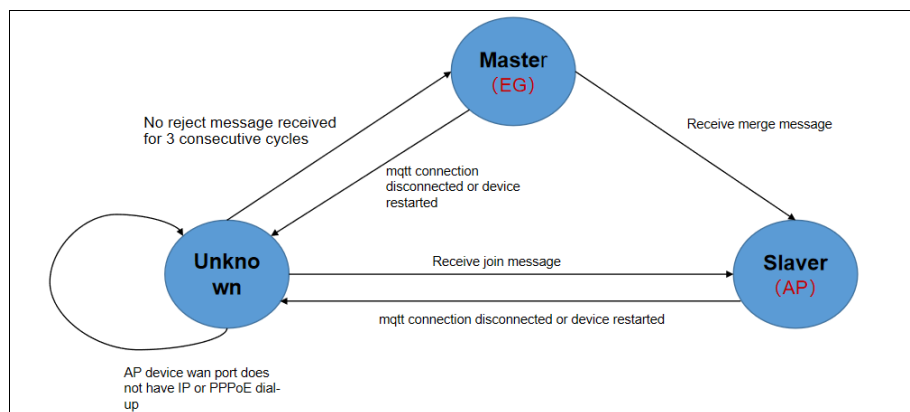 Master
(EG)
No reject message received
for 3 consecutive cycles
Receive merge message
mqtt connection
disconnected or device
restarted
Unkno
wn
Receive join message
Slaver
(AP)
mqtt connection disconnected or device restarted
AP device wan port does
not have IP or PPPoE dial-
up